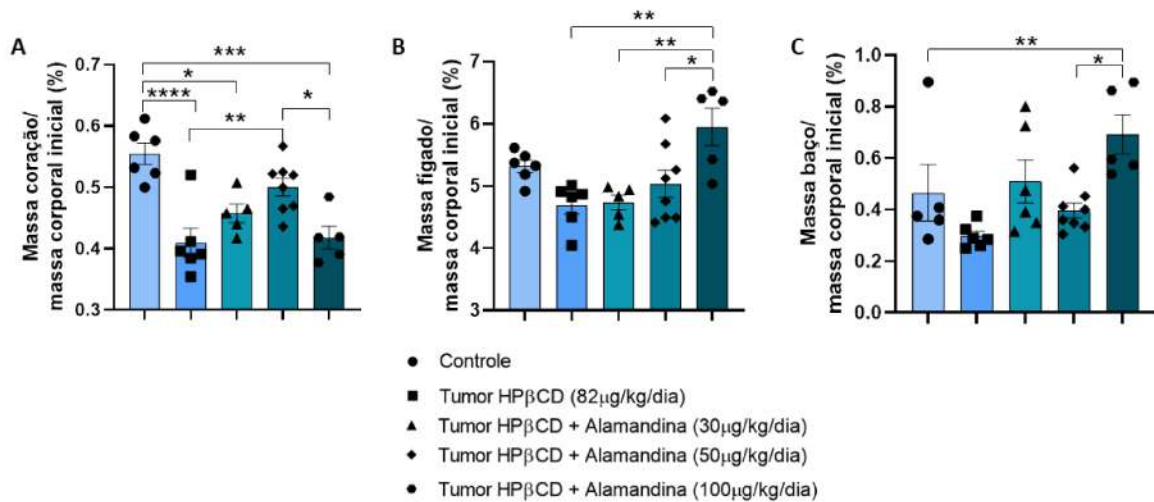 A
Massa coração/
massa corporal inicial (%)
0.7
0.6
0.5
0.4
0.3
***
*
****
**
*
B
Massa fígado/
massa corporal inicial (%)
7
6
5
4
3
**
**
*
C
Massa baço/
massa corporal inicial (%)
1.0
0.8
0.6
0.4
0.2
0.0
**
*
Controle
Tumor HPβCD (82μg/kg/dia)
Tumor HPβCD + Alamandina (30μg/kg/dia)
Tumor HPβCD + Alamandina (50μg/kg/dia)
Tumor HPβCD + Alamandina (100μg/kg/dia)